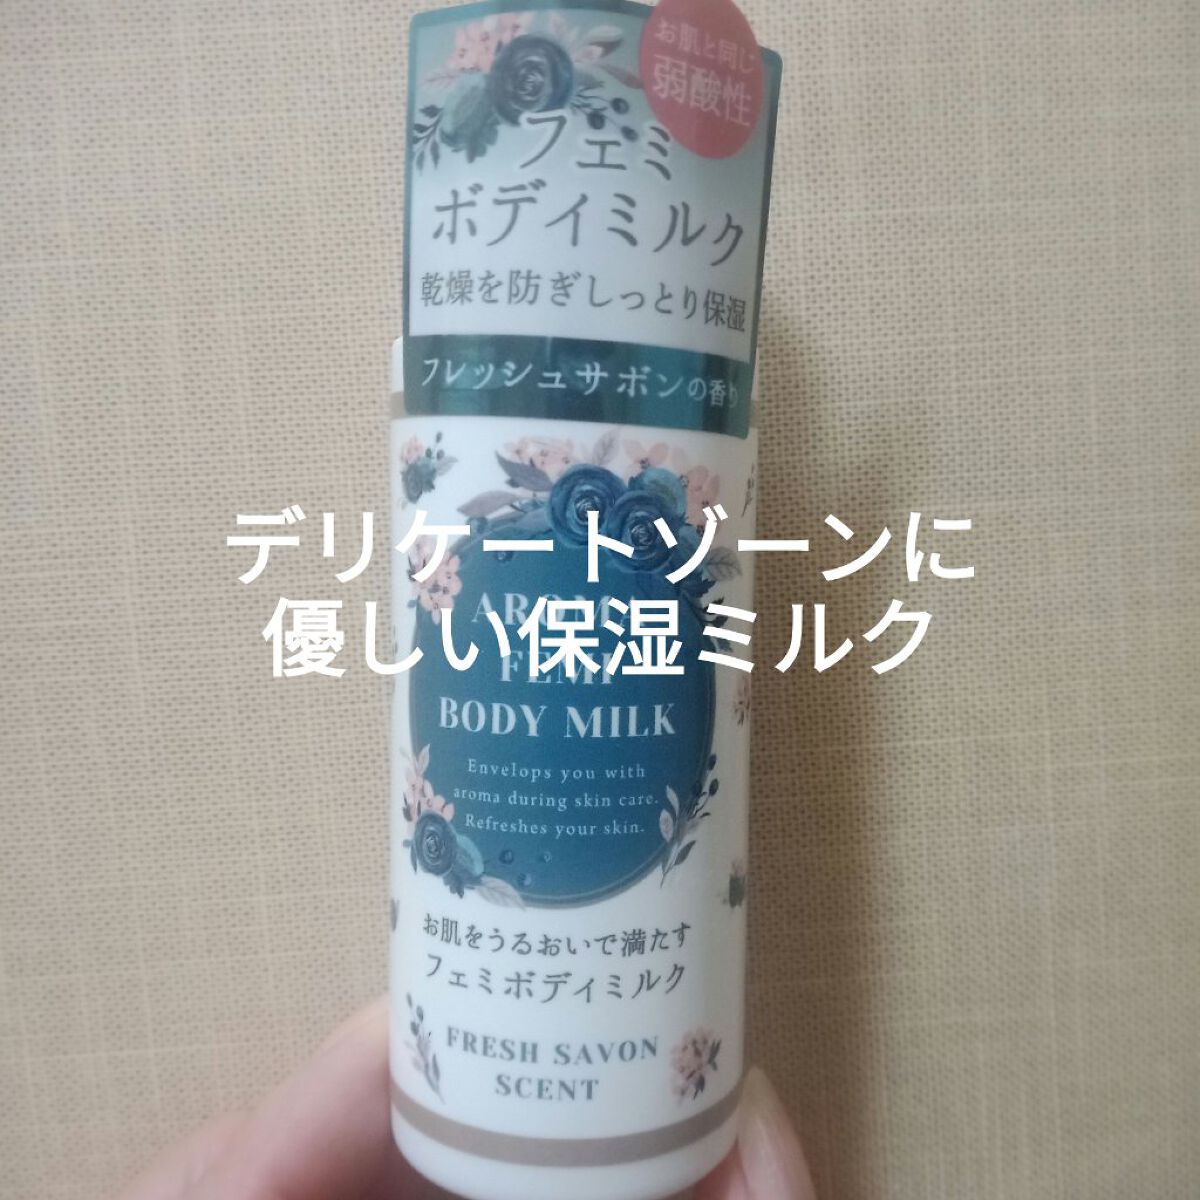 お肌と同じ
弱酸性
フェミ
ボディミルク
乾燥を防ぎしっとり保湿
フレッシュサボンの香り
デリケートゾーンに
優しい保湿ミルク
AROMA
FEMI
BODY MILK
Envelops you with
aroma during skin care.
Refreshes your skin.
お肌をうるおいで満たす
フェミボディミルク
FRESH SAVON
SCENT